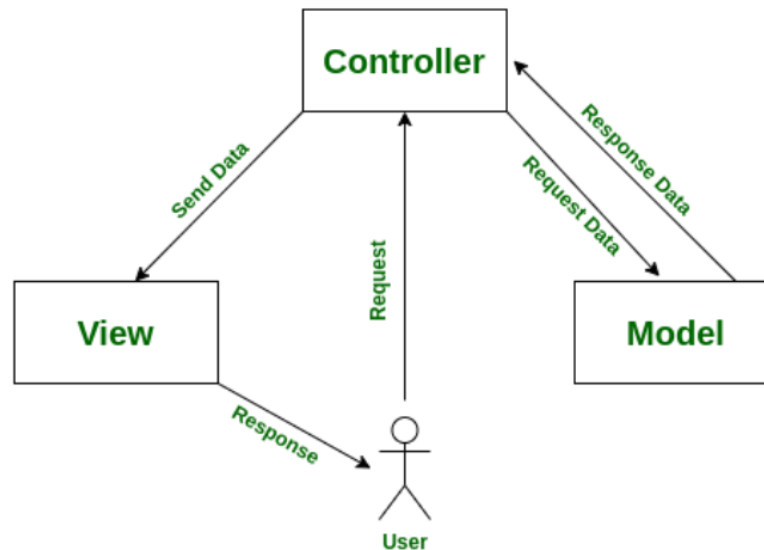 Controller
Send Data
Request
Request Data
Response Data
View
Model
Response
User